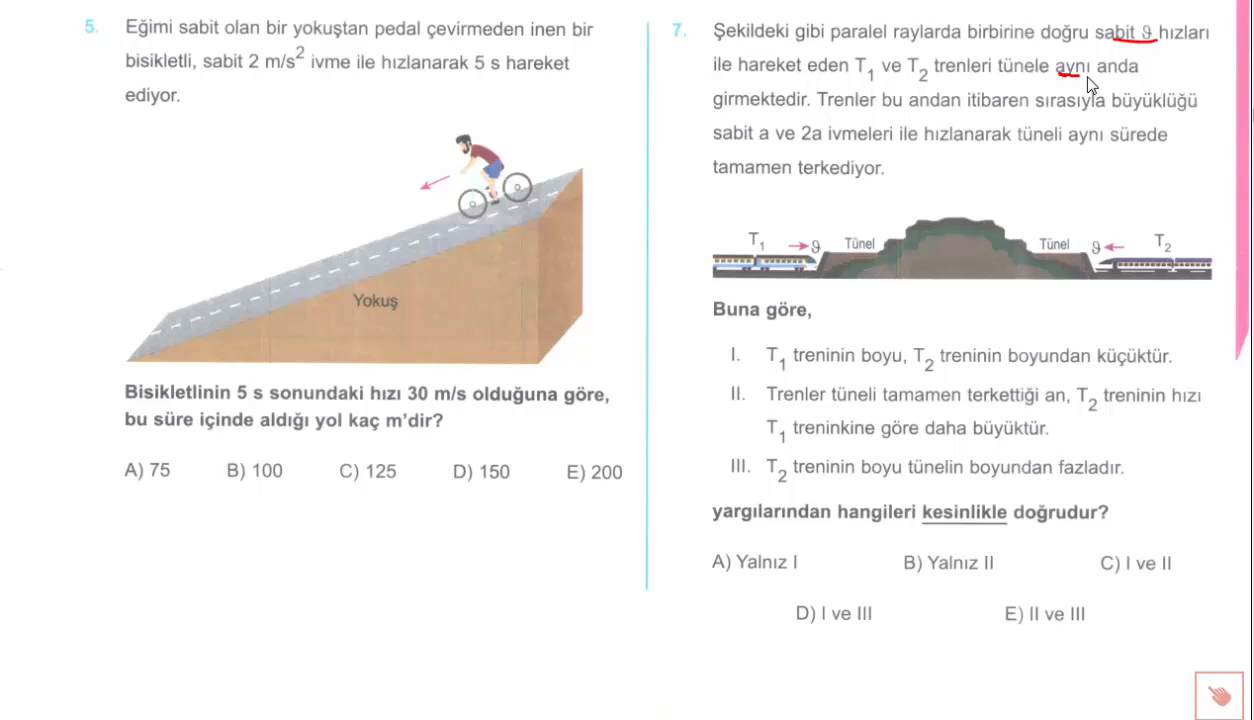 5. Eğimi sabit olan bir yokuştan pedal çevirmeden inen bir
bisikletli, sabit 2 m/s² ivme ile hızlanarak 5 s hareket
ediyor.
Yokuş
Bisikletlinin 5 s sonundaki hızı 30 m/s olduğuna göre,
bu süre içinde aldığı yol kaç m'dir?
A) 75 B) 100 C) 125 D) 150 E) 200
7. Şekildeki gibi paralel raylarda birbirine doğru sabit ϑ hızları
ile hareket eden T₁ ve T₂ trenleri tünele aynı anda
girmektedir. Trenler bu andan itibaren sırasıyla büyüklüğü
sabit a ve 2a ivmeleri ile hızlanarak tüneli aynı sürede
tamamen terkediyor.
T₁ ϑ Tünel Tünel ϑ T₂
Buna göre,
I. T₁ treninin boyu, T₂ treninin boyundan küçüktür.
II. Trenler tüneli tamamen terkettiği an, T₂ treninin hızı
T₁ treninkine göre daha büyüktür.
III. T₂ treninin boyu tünelin boyundan fazladır.
yargılarından hangileri kesinlikle doğrudur?
A) Yalnız I B) Yalnız II C) I ve II
D) I ve III E) II ve III